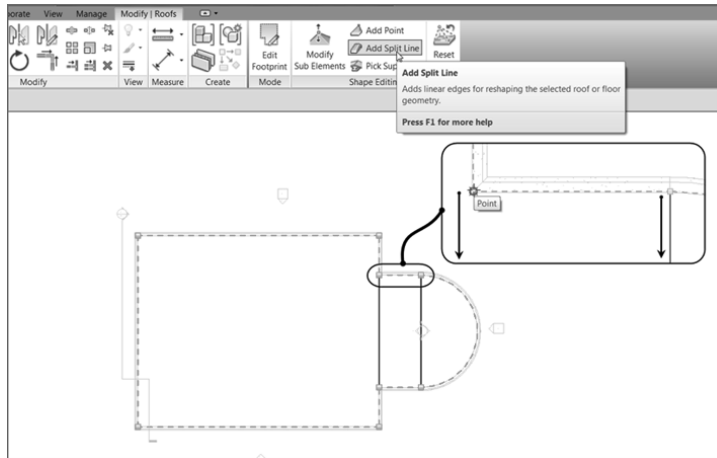 porate View Manage Modify | Roofs
Edit
Footprint
Modify
Sub Elements
Add Point
Add Split Line
Pick Sup
Reset
Modify View Measure Create Mode Shape Editin
Add Split Line
Adds linear edges for reshaping the selected roof or floor
geometry.
Press F1 for more help
Point